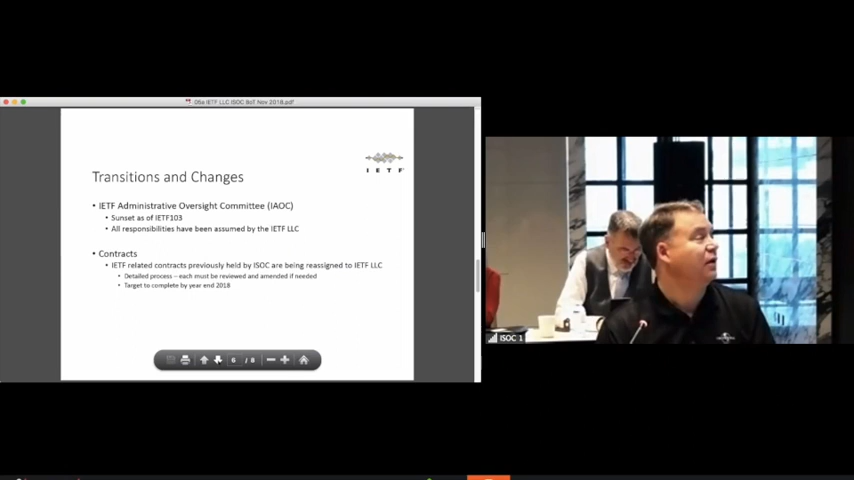 06a IETF LLC ISOC BoT Nov 2018.pdf
I E T F
Transitions and Changes
• IETF Administrative Oversight Committee (IAOC)
• Sunset as of IETF103
• All responsibilities have been assumed by the IETF LLC
• Contracts
• IETF related contracts previously held by ISOC are being reassigned to IETF LLC
• Detailed process – each must be reviewed and amended if needed
• Target to complete by year end 2018
6 / 8
ISOC 1